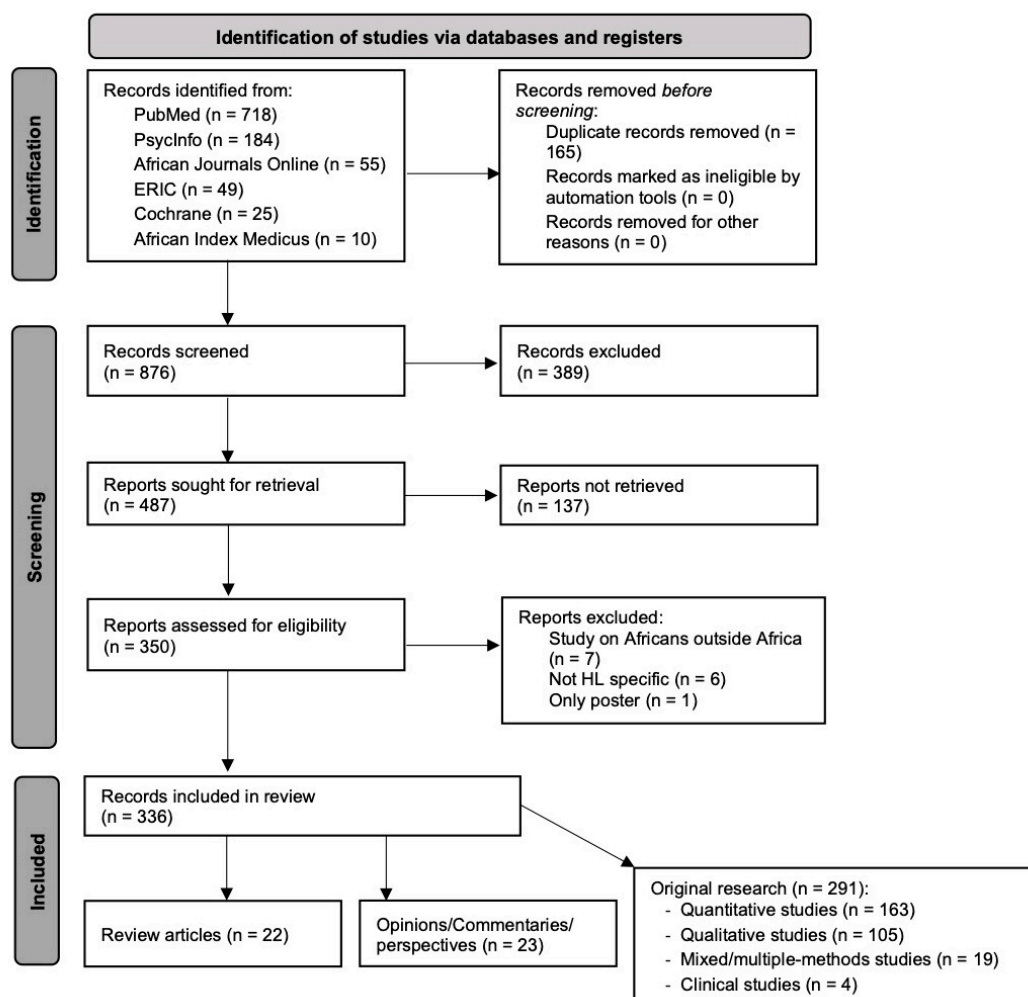 Identification of studies via databases and registers
Identification
Records identified from:
PubMed (n = 718)
PsycInfo (n = 184)
African Journals Online (n = 55)
ERIC (n = 49)
Cochrane (n = 25)
African Index Medicus (n = 10)
Records removed before
screening:
Duplicate records removed (n =
165)
Records marked as ineligible by
automation tools (n = 0)
Records removed for other
reasons (n = 0)
Screening
Records screened
(n = 876)
Records excluded
(n = 389)
Reports sought for retrieval
(n = 487)
Reports not retrieved
(n = 137)
Reports assessed for eligibility
(n = 350)
Reports excluded:
Study on Africans outside Africa
(n = 7)
Not HL specific (n = 6)
Only poster (n = 1)
Included
Records included in review
(n = 336)
Review articles (n = 22)
Opinions/Commentaries/
perspectives (n = 23)
Original research (n = 291):
- Quantitative studies (n = 163)
- Qualitative studies (n = 105)
- Mixed/multiple-methods studies (n = 19)
- Clinical studies (n = 4)